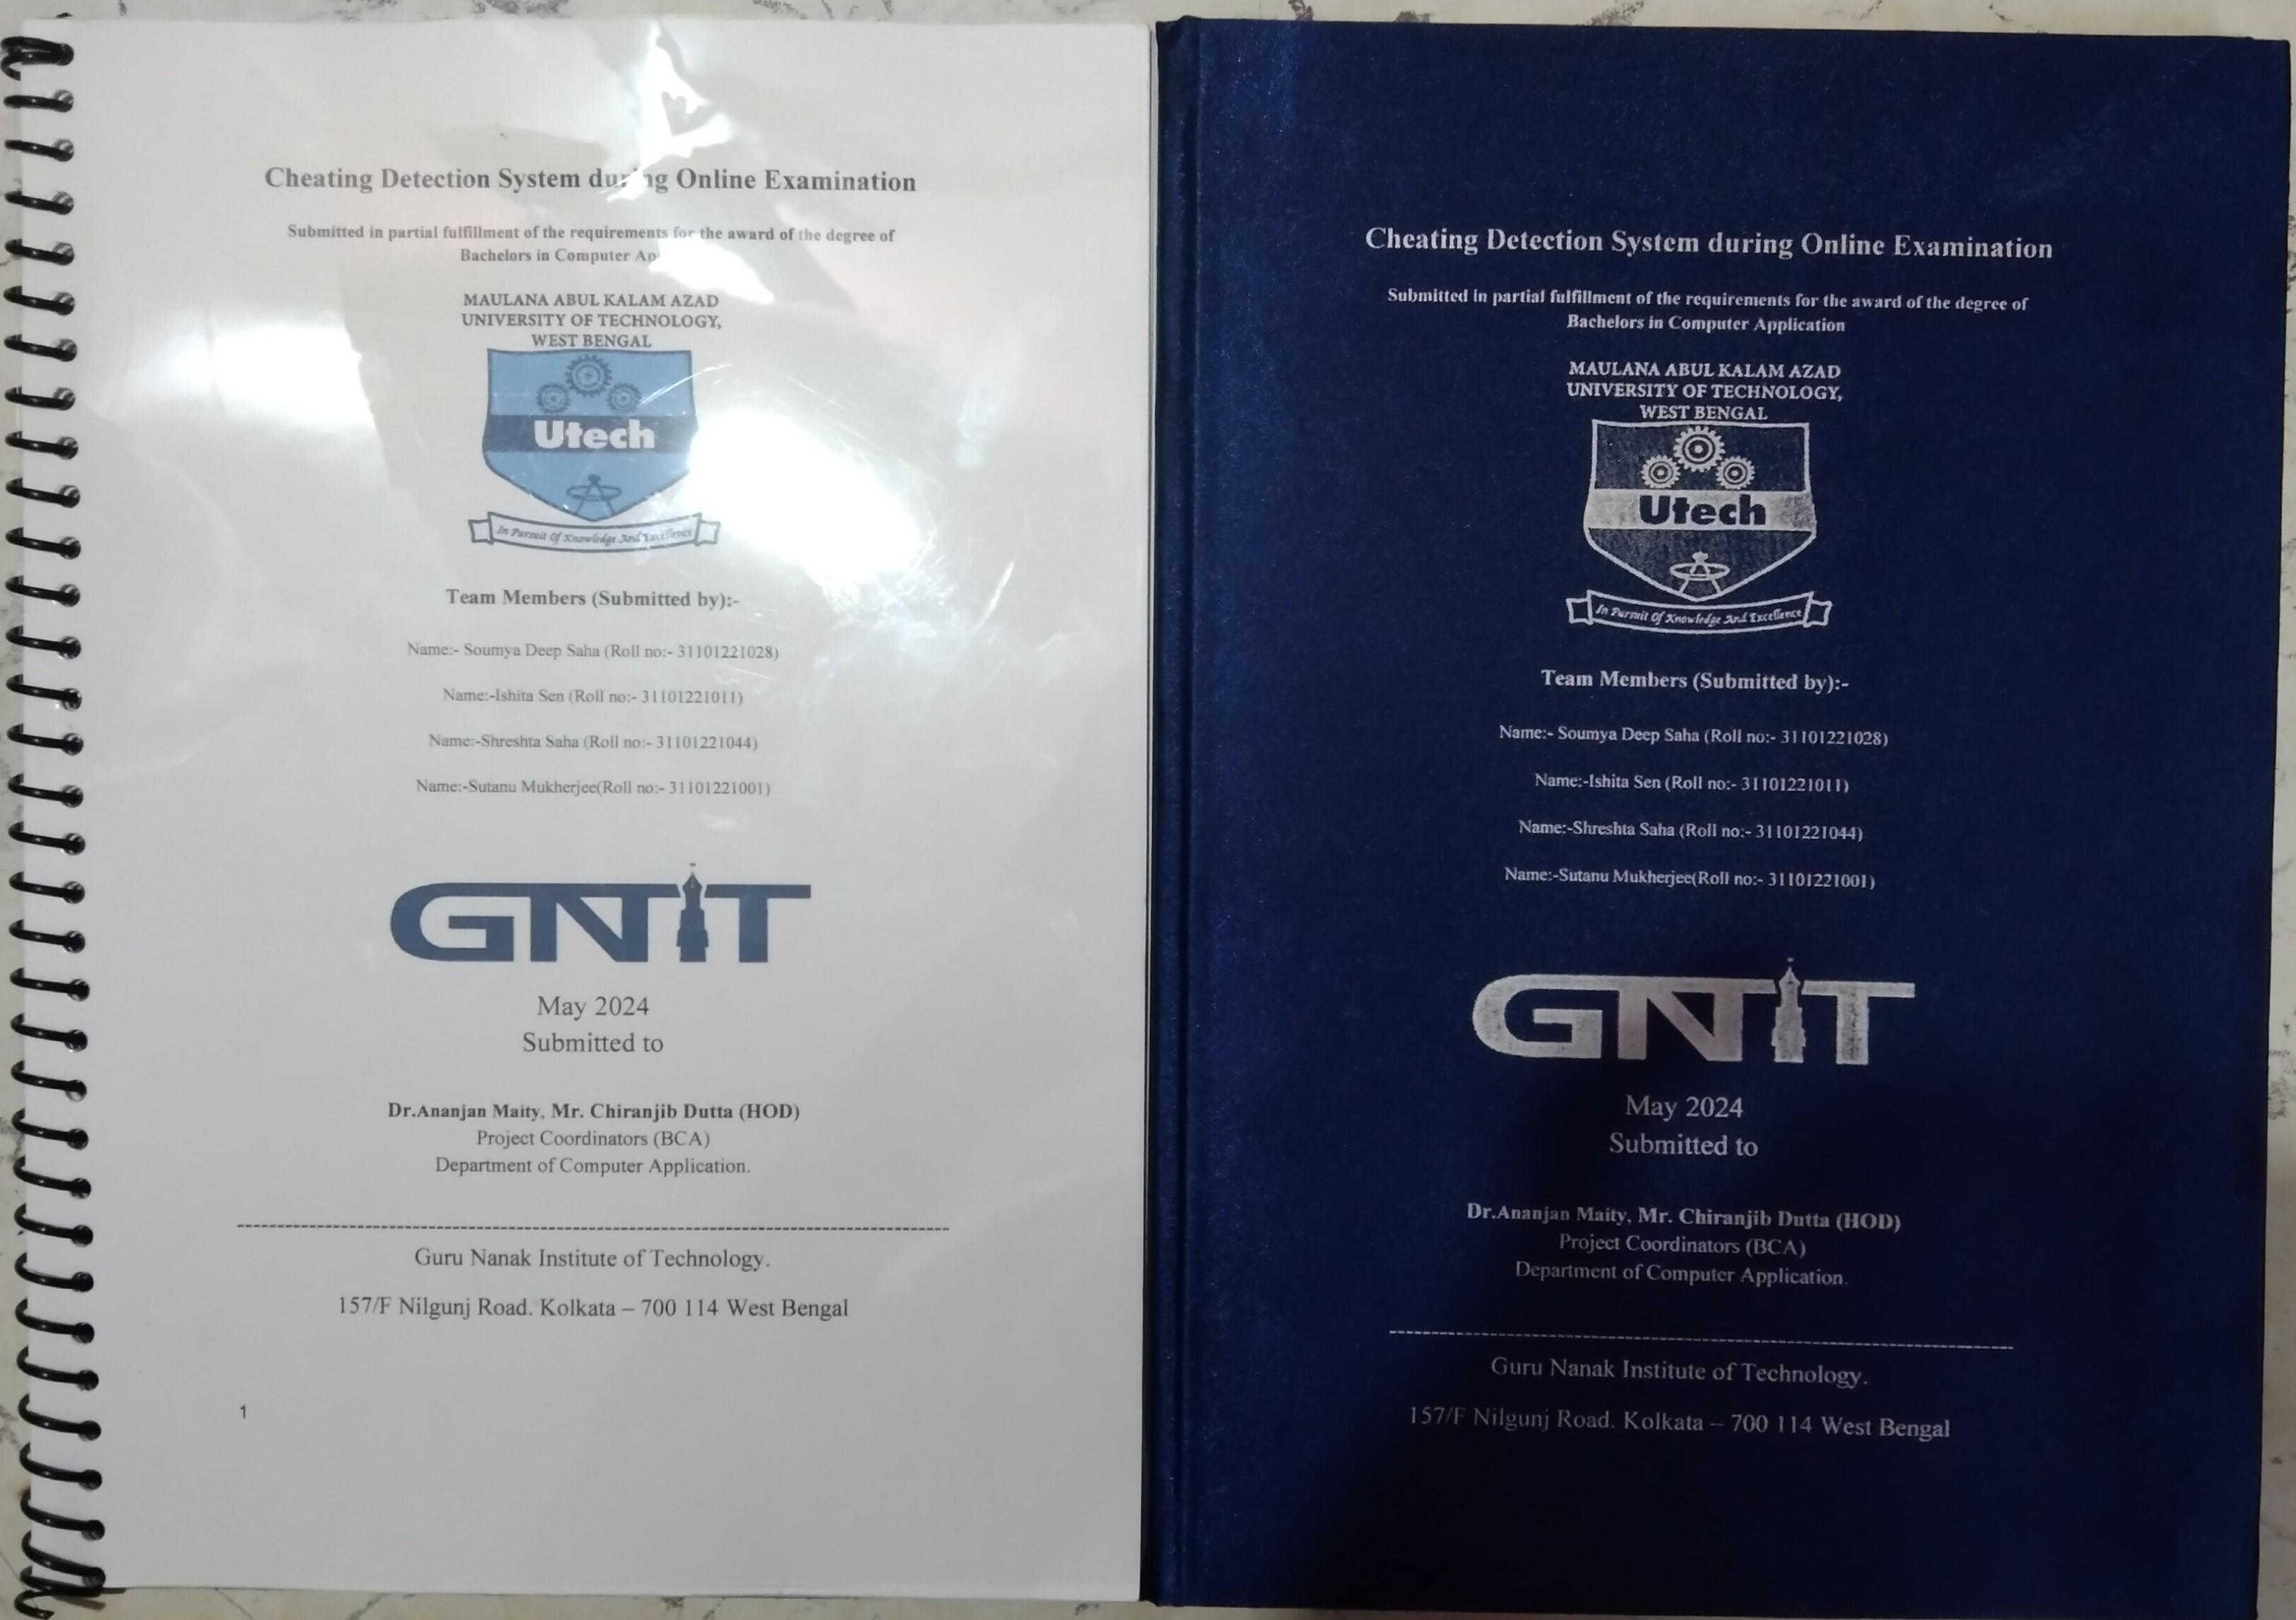 Cheating Detection System during Online Examination
Submitted in partial fulfillment of the requirements for the award of the degree of
Bachelors in Computer
MAULANA ABUL KALAM AZAD
UNIVERSITY OF TECHNOLOGY,
WEST BENGAL
Utech
In Pursuit Of Knowledge And Excellence
Team Members (Submitted by):-
Name:- Soumya Deep Saha (Roll no:- 31101221028)
Name:-Ishita Sen (Roll no:- 31101221011)
Name:-Shreshta Saha (Roll no:- 31101221044)
Name:-Sutanu Mukherjee(Roll no:- 31101221001)
GNIT
May 2024
Submitted to
Dr.Ananjan Maity, Mr. Chiranjib Dutta (HOD)
Project Coordinators (BCA)
Department of Computer Application.
Guru Nanak Institute of Technology.
157/F Nilgunj Road. Kolkata – 700 114 West Bengal
1
Cheating Detection System during Online Examination
Submitted in partial fulfillment of the requirements for the award of the degree of
Bachelors in Computer Application
MAULANA ABUL KALAM AZAD
UNIVERSITY OF TECHNOLOGY,
WEST BENGAL
Utech
In Pursuit Of Knowledge And Excellence
Team Members (Submitted by):-
Name:- Soumya Deep Saha (Roll no:- 31101221028)
Name:-Ishita Sen (Roll no:- 31101221011)
Name:-Shreshta Saha (Roll no:- 31101221044)
Name:-Sutanu Mukherjee(Roll no:- 31101221001)
GNIT
May 2024
Submitted to
Dr.Ananjan Maity, Mr. Chiranjib Dutta (HOD)
Project Coordinators (BCA)
Department of Computer Application.
Guru Nanak Institute of Technology.
157/F Nilgunj Road. Kolkata – 700 114 West Bengal